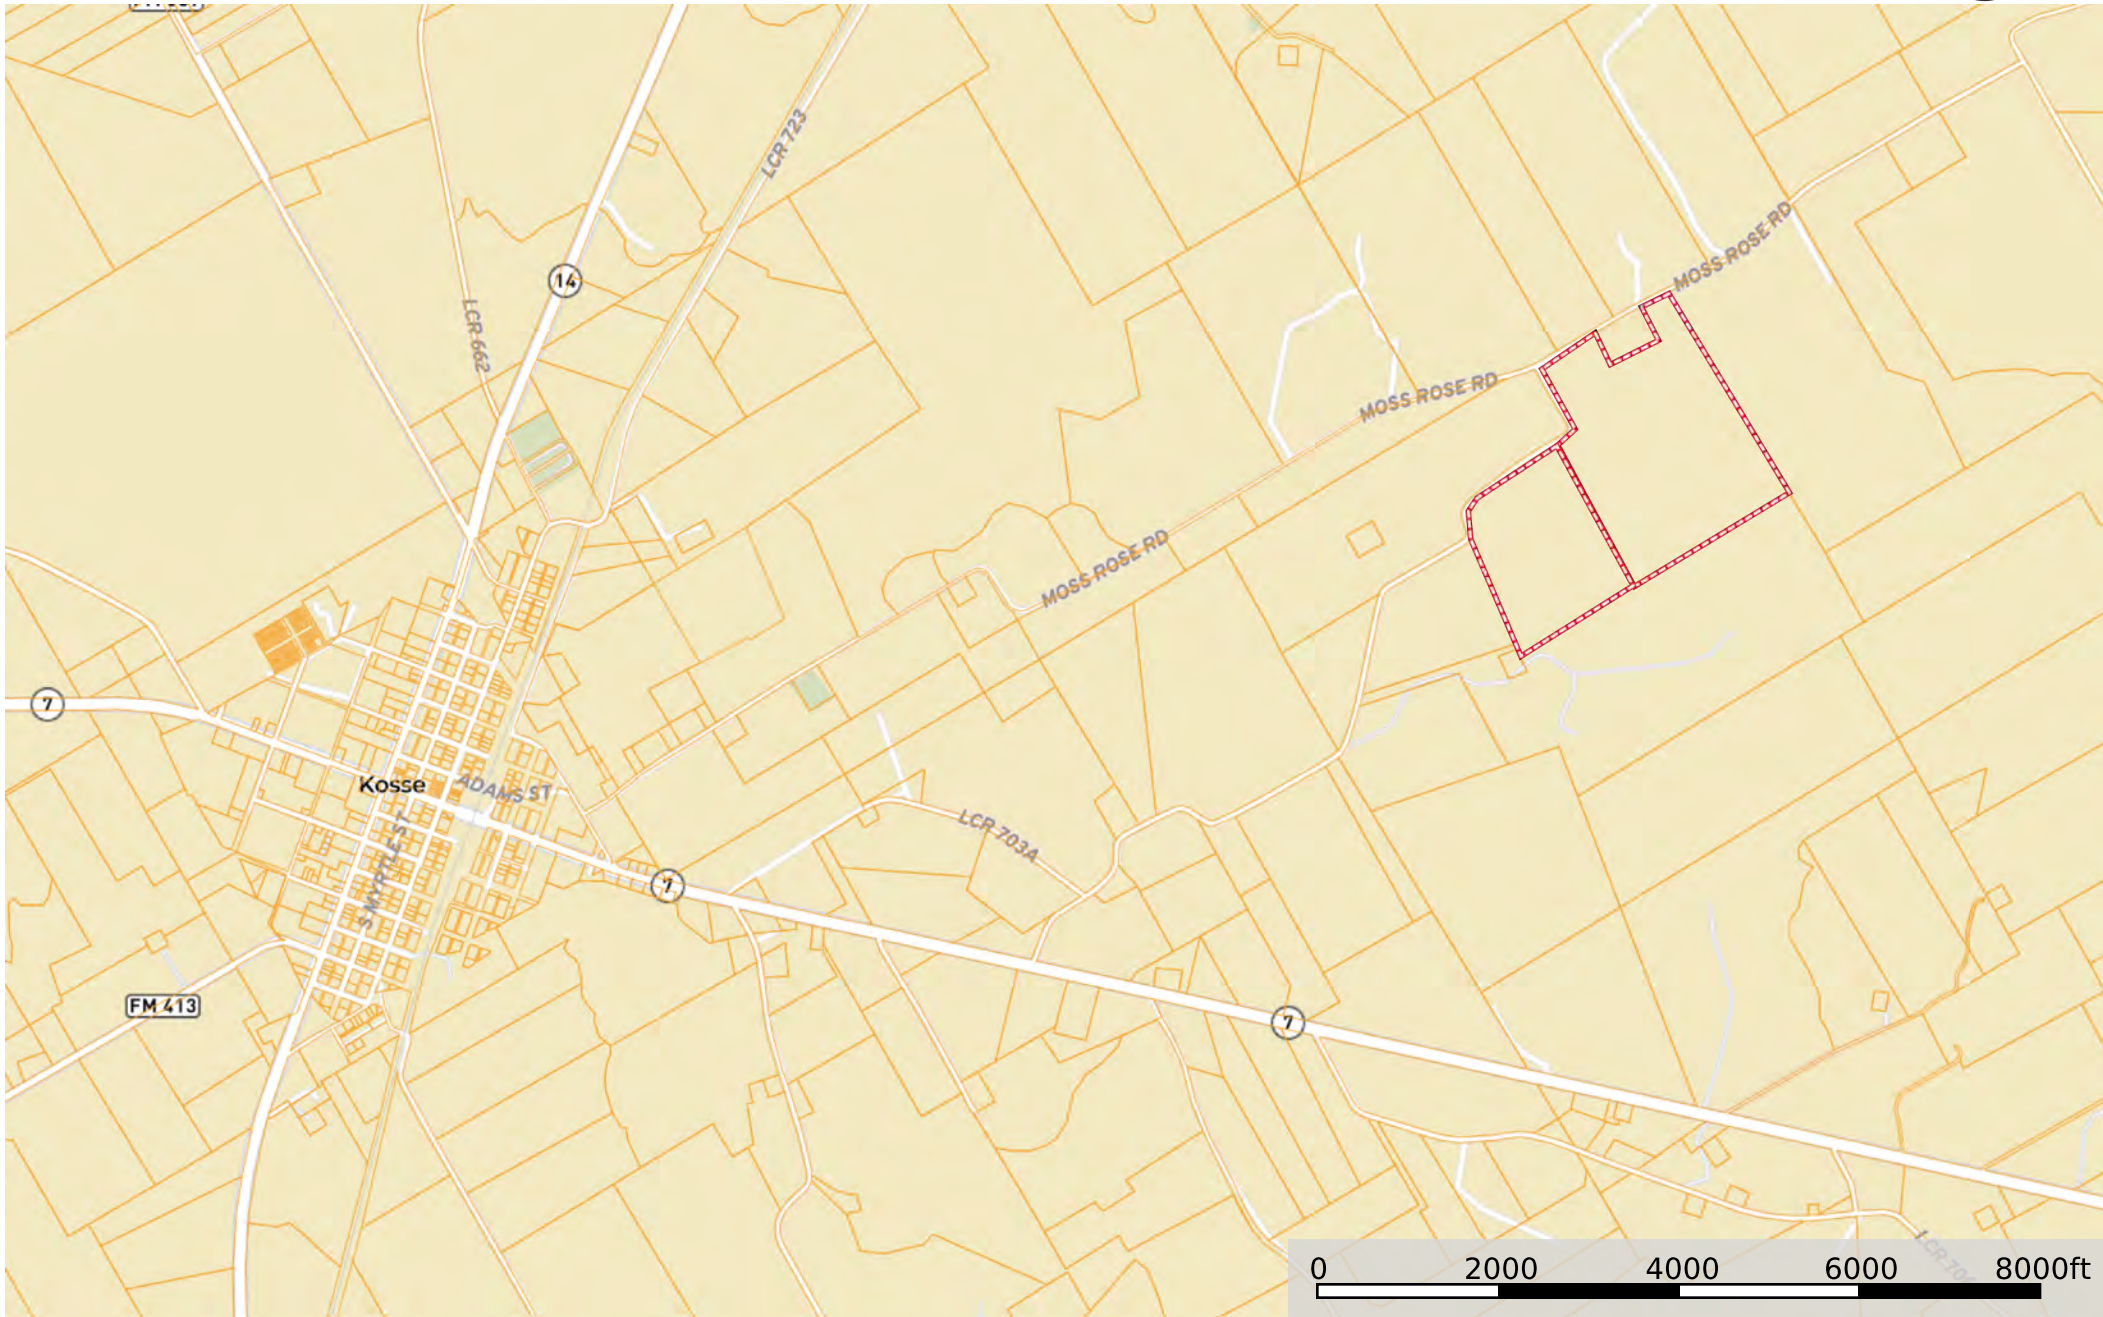 LCR 723
MOSS ROSE RD
14
LCR 662
MOSS ROSE RD
MOSS ROSE RD
7
Kosse
ADAMS ST
LCR 703A
S MYRTLE ST
7
FM 413
7
0 2000 4000 6000 8000ft